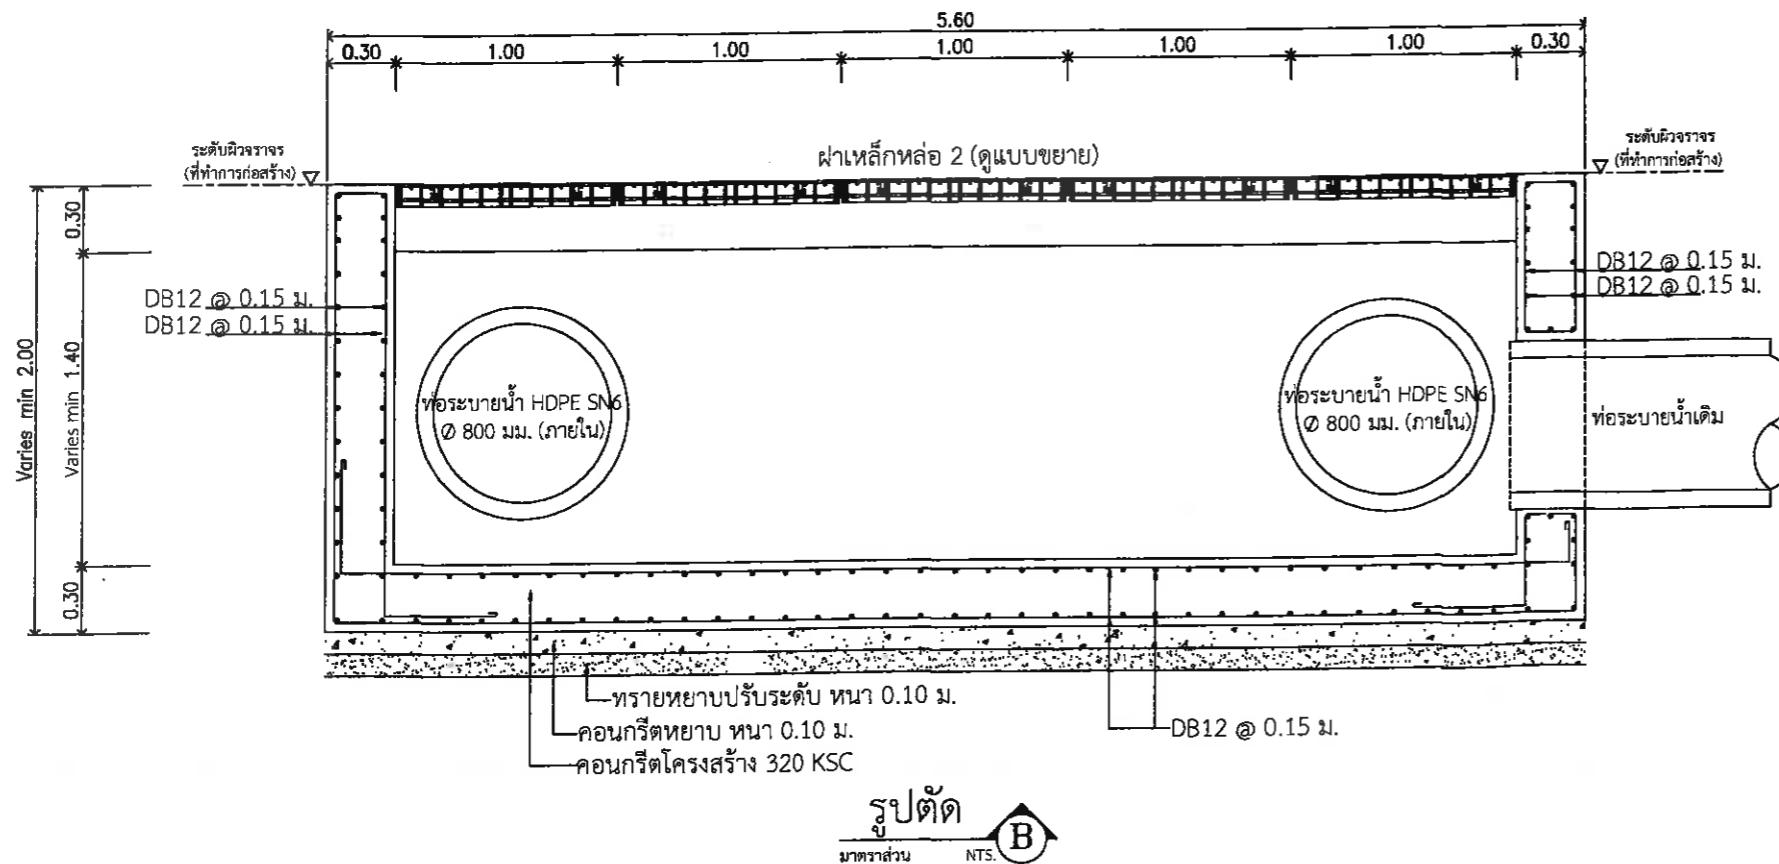 5.60
0.30 1.00 1.00 1.00 1.00 1.00 0.30
ระดับผิวจราจร
(ที่ทำการก่อสร้าง)
ฝาเหล็กหล่อ 2 (ดูแบบขยาย)
ระดับผิวจราจร
(ที่ทำการก่อสร้าง)
0.30
Varies min 2.00
Varies min 1.40
0.30
DB12 @ 0.15 ม.
DB12 @ 0.15 ม.
DB12 @ 0.15 ม.
DB12 @ 0.15 ม.
ท่อระบายน้ำ HDPE SN6
Ø 800 มม. (ภายใน)
ท่อระบายน้ำ HDPE SN6
Ø 800 มม. (ภายใน)
ท่อระบายน้ำเดิม
ทรายหยาบปรับระดับ หนา 0.10 ม.
คอนกรีตหยาบ หนา 0.10 ม.
คอนกรีตโครงสร้าง 320 KSC
DB12 @ 0.15 ม.
รูปตัด
B
มาตราส่วน NTS.